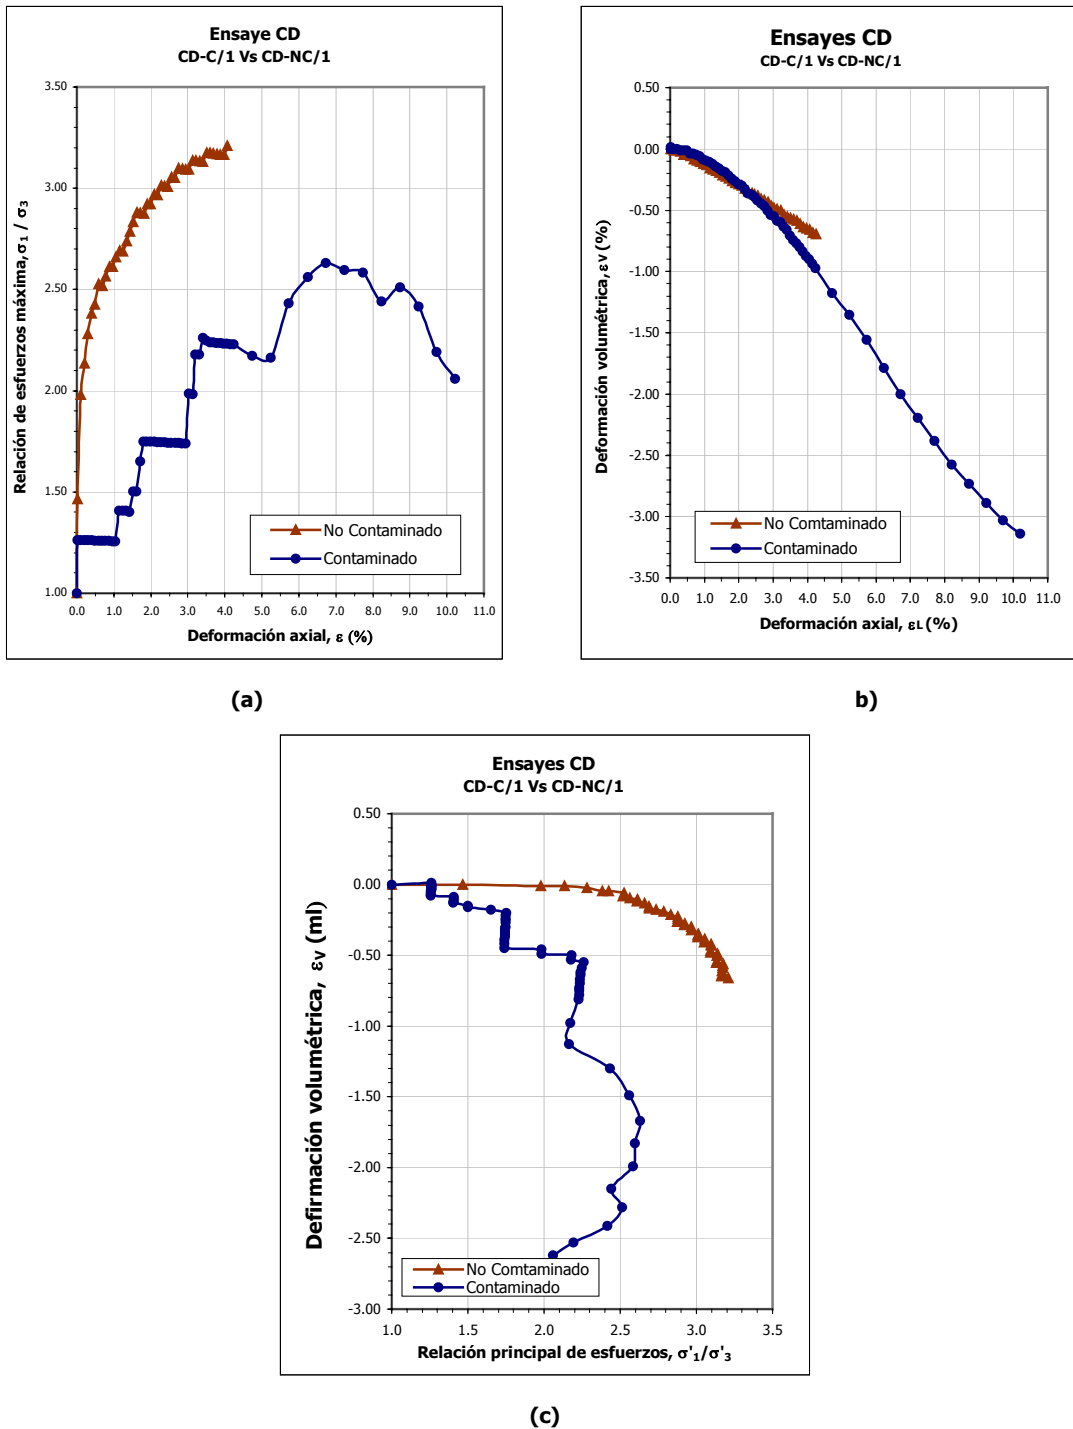 Ensaye CD
CD-C/1 Vs CD-NC/1
Relación de esfuerzos máxima, σ1 / σ3
3.50
3.00
2.50
2.00
1.50
1.00
No Contaminado
Contaminado
0.0 1.0 2.0 3.0 4.0 5.0 6.0 7.0 8.0 9.0 10.0 11.0
Deformación axial, ε (%)
(a)
Ensayes CD
CD-C/1 Vs CD-NC/1
Deformación volumétrica, εV (%)
0.50
0.00
-0.50
-1.00
-1.50
-2.00
-2.50
-3.00
-3.50
No Comtaminado
Contaminado
0.0 1.0 2.0 3.0 4.0 5.0 6.0 7.0 8.0 9.0 10.0 11.0
Deformación axial, εL (%)
b)
Ensayes CD
CD-C/1 Vs CD-NC/1
Defirmación volumétrica, εV (ml)
0.50
0.00
-0.50
-1.00
-1.50
-2.00
-2.50
-3.00
No Comtaminado
Contaminado
1.0 1.5 2.0 2.5 3.0 3.5
Relación principal de esfuerzos, σ'1/σ'3
(c)